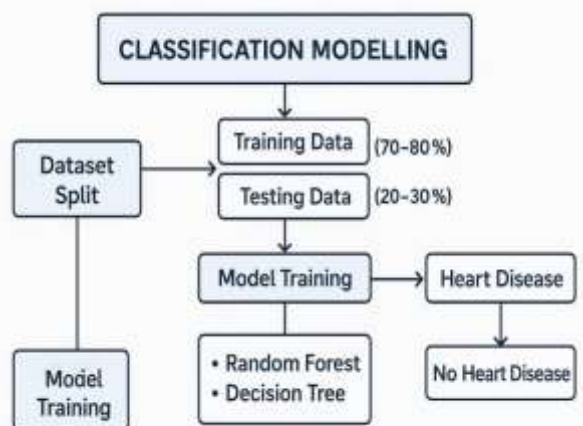 CLASSIFICATION MODELLING
Training Data (70-80%)
Dataset
Split
Testing Data (20-30%)
Model Training
Heart Disease
• Random Forest
• Decision Tree
No Heart Disease
Model
Training